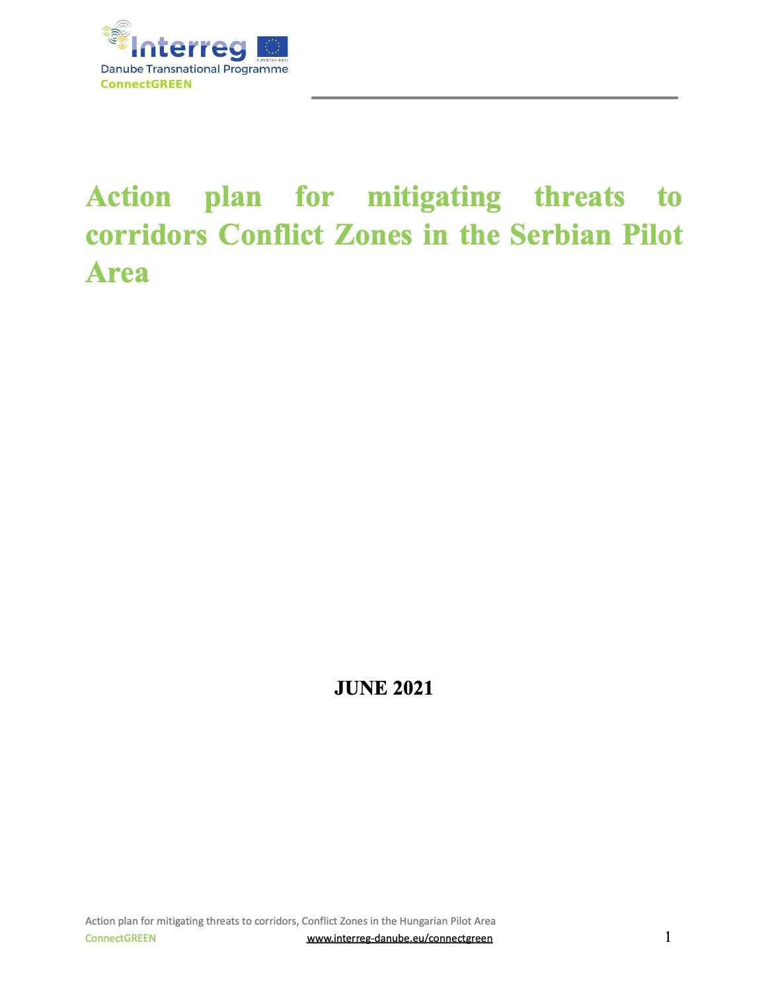 Interreg
EUROPEAN UNION
Danube Transnational Programme
ConnectGREEN
Action plan for mitigating threats to
corridors Conflict Zones in the Serbian Pilot
Area
JUNE 2021
Action plan for mitigating threats to corridors, Conflict Zones in the Hungarian Pilot Area
ConnectGREEN www.interreg-danube.eu/connectgreen 1